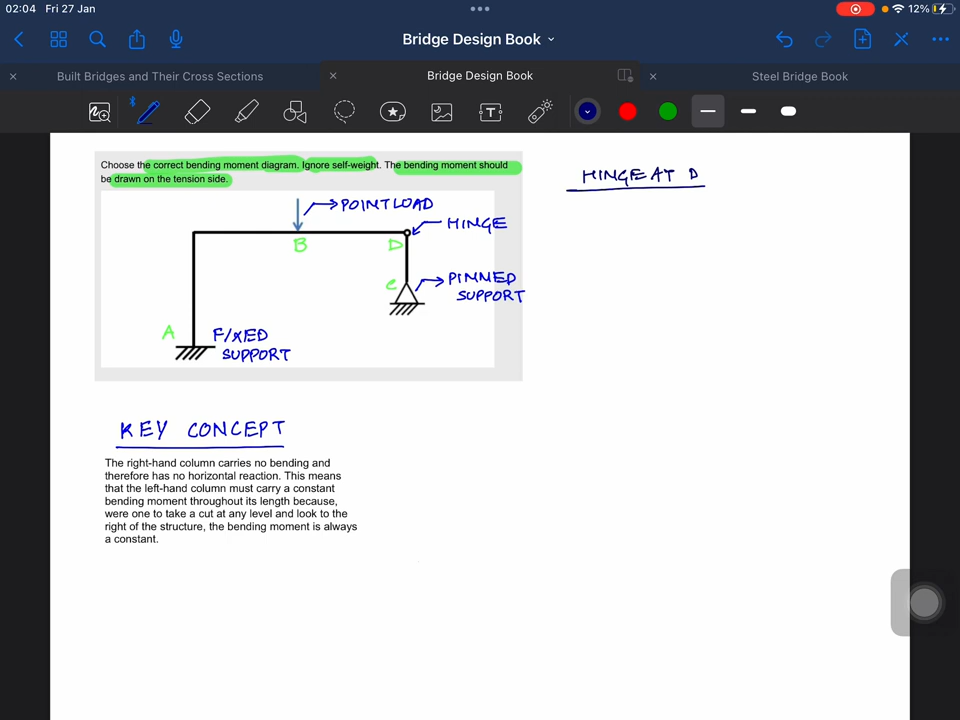 02:04 Fri 27 Jan
12%
Bridge Design Book
Built Bridges and Their Cross Sections
Bridge Design Book
Steel Bridge Book
T
Choose the correct bending moment diagram. Ignore self-weight. The bending moment should
be drawn on the tension side.
HINGE AT D
POINT LOAD
HINGE
B
D
C
PINNED
SUPPORT
A
FIXED
SUPPORT
KEY CONCEPT
The right-hand column carries no bending and
therefore has no horizontal reaction. This means
that the left-hand column must carry a constant
bending moment throughout its length because,
were one to take a cut at any level and look to the
right of the structure, the bending moment is always
a constant.